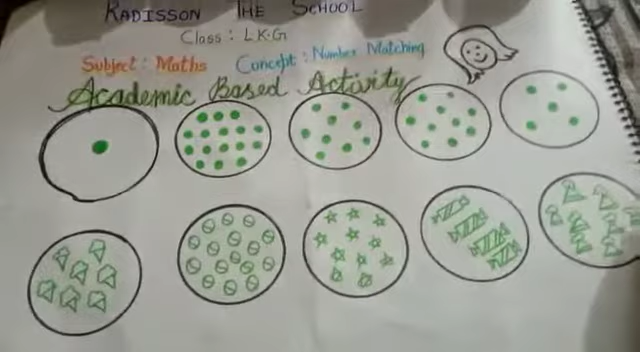 RADISSON THE SCHOOL
Class : L.K.G
Subject : Maths Concept : Number Matching
Academic Based Activity